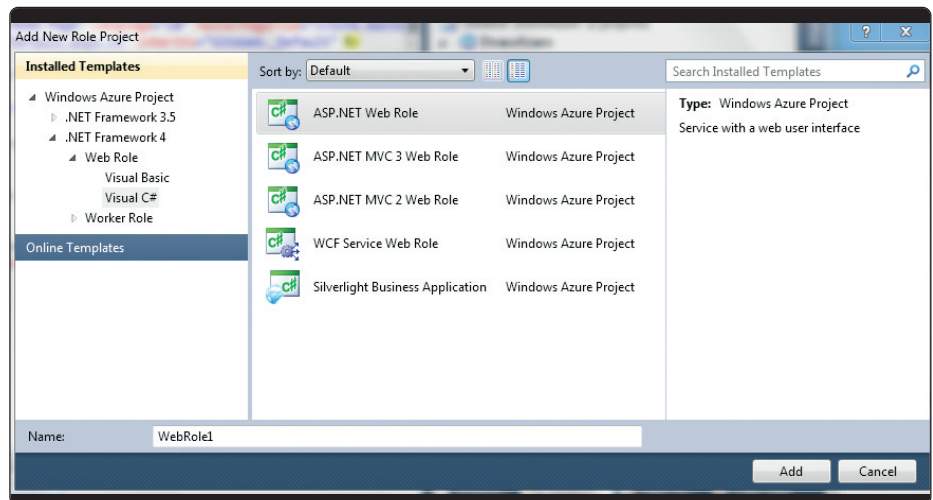 Add New Role Project
?
X
Installed Templates
Sort by: Default
Search Installed Templates
Windows Azure Project
.NET Framework 3.5
.NET Framework 4
Web Role
Visual Basic
Visual C#
Worker Role
Online Templates
C# ASP.NET Web Role Windows Azure Project
C# ASP.NET MVC 3 Web Role Windows Azure Project
C# ASP.NET MVC 2 Web Role Windows Azure Project
C# WCF Service Web Role Windows Azure Project
C# Silverlight Business Application Windows Azure Project
Type: Windows Azure Project
Service with a web user interface
Name: WebRole1
Add
Cancel